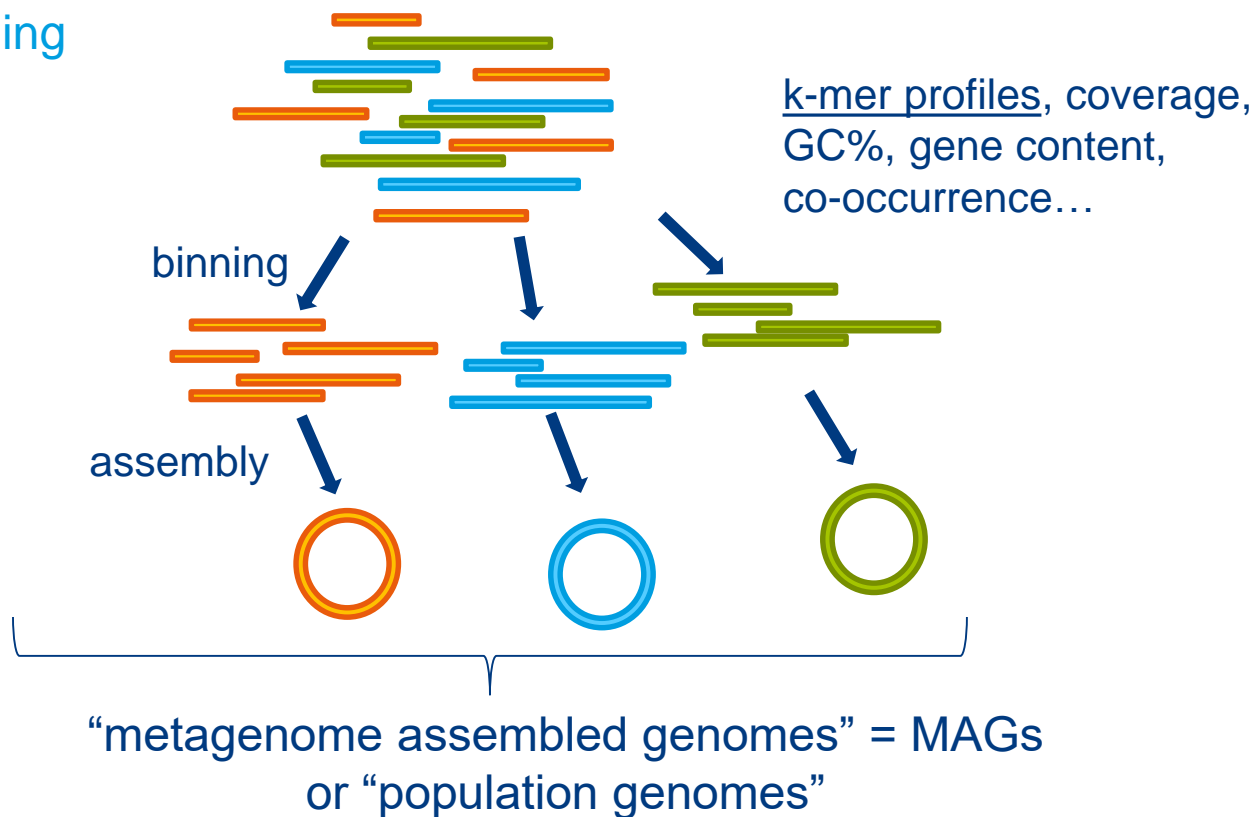 ing
k-mer profiles, coverage,
GC%, gene content,
co-occurrence…
binning
assembly
“metagenome assembled genomes” = MAGs
or “population genomes”